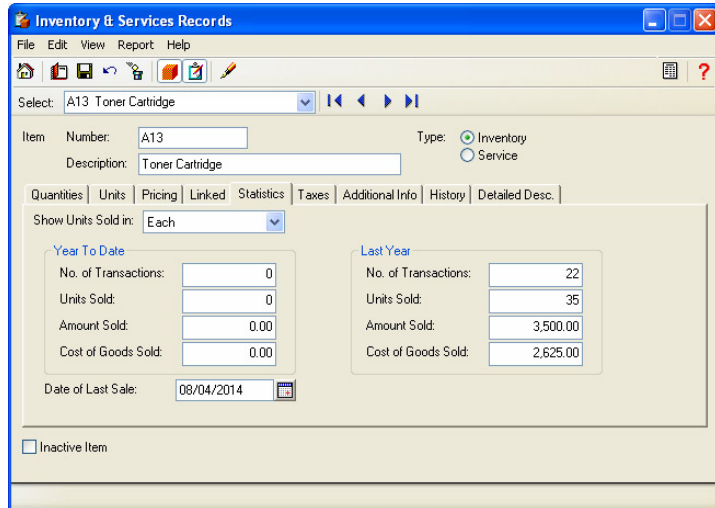 Inventory & Services Records
File Edit View Report Help
Select: A13 Toner Cartridge
Item Number: A13 Type: Inventory
Service
Description: Toner Cartridge
Quantities Units Pricing Linked Statistics Taxes Additional Info History Detailed Desc.
Show Units Sold in: Each
Year To Date
No. of Transactions: 0
Units Sold: 0
Amount Sold: 0.00
Cost of Goods Sold: 0.00
Last Year
No. of Transactions: 22
Units Sold: 35
Amount Sold: 3,500.00
Cost of Goods Sold: 2,625.00
Date of Last Sale: 08/04/2014
Inactive Item